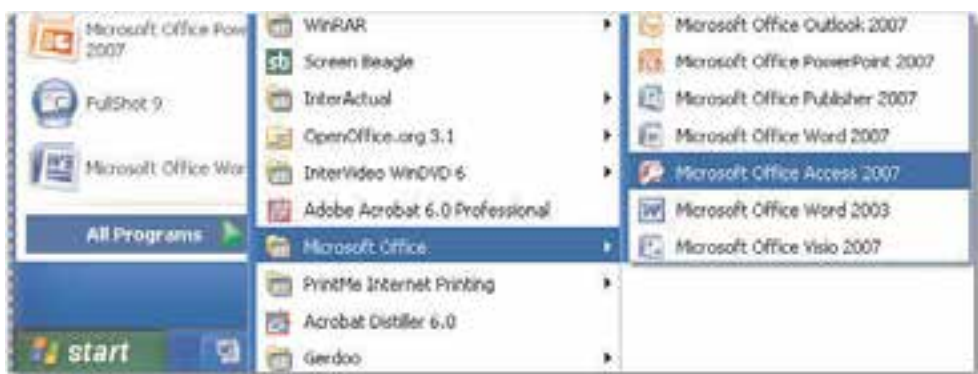 Microsoft Office Pow
2007
FullShot 9
Microsoft Office Wor
All Programs
start
WinRAR
Screen Beagle
InterActual
OpenOffice.org 3.1
InterVideo WinDVD 6
Adobe Acrobat 6.0 Professional
Microsoft Office
PrintMe Internet Printing
Acrobat Distiller 6.0
Gerdoo
Microsoft Office Outlook 2007
Microsoft Office PowerPoint 2007
Microsoft Office Publisher 2007
Microsoft Office Word 2007
Microsoft Office Access 2007
Microsoft Office Word 2003
Microsoft Office Visio 2007